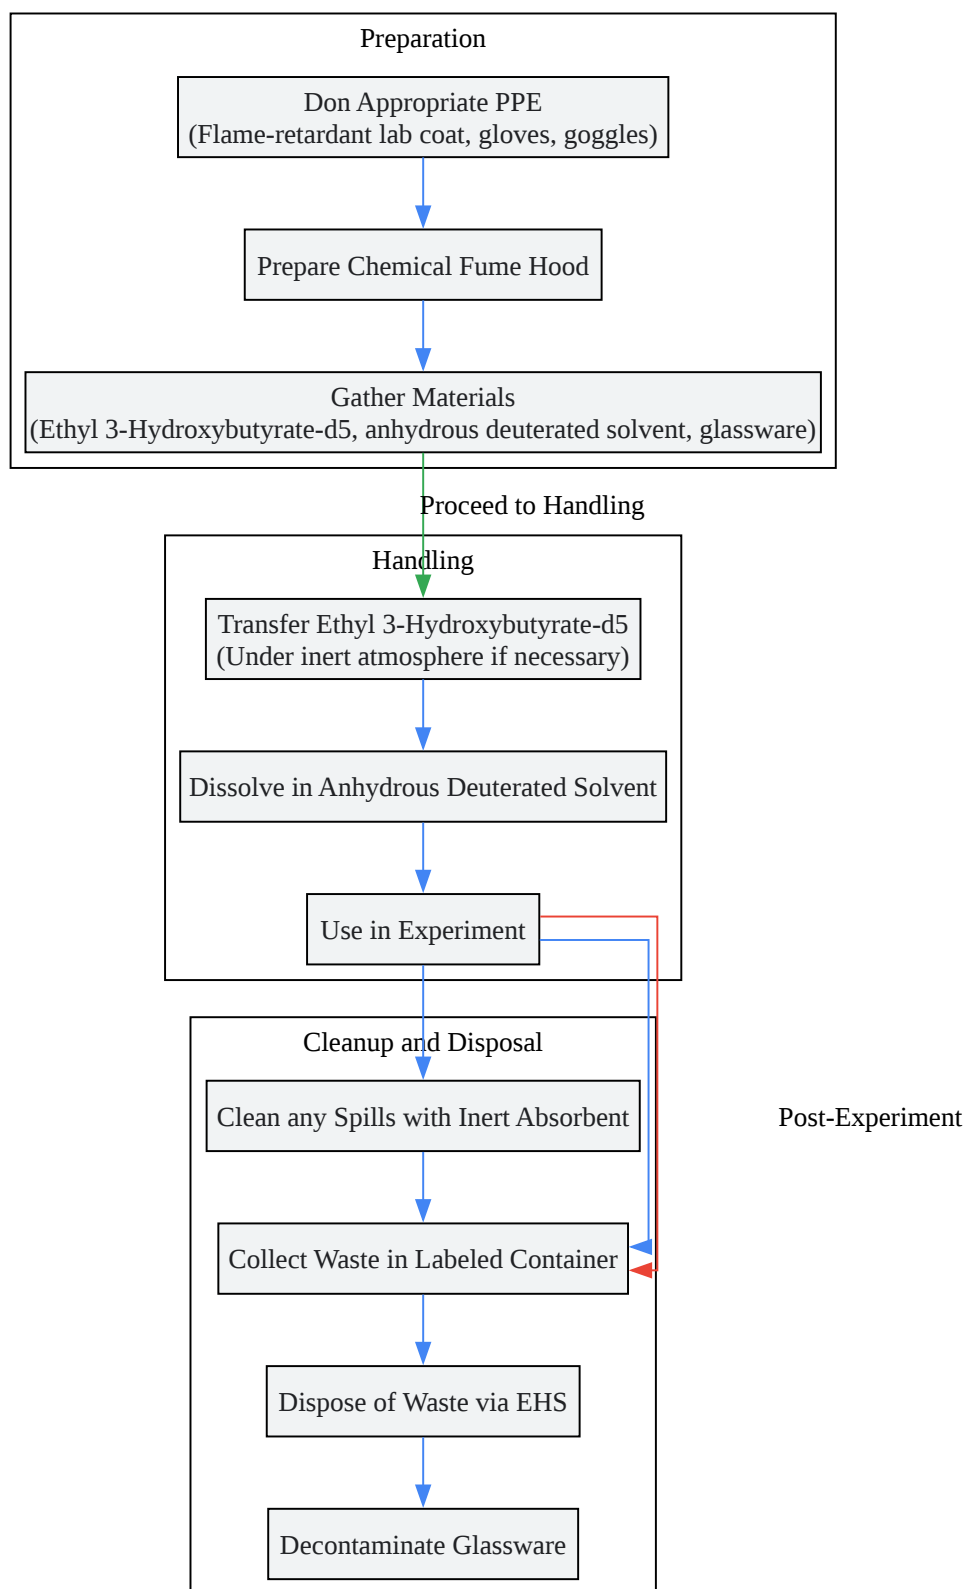 Preparation
Don Appropriate PPE
(Flame-retardant lab coat, gloves, goggles)
Prepare Chemical Fume Hood
Gather Materials
(Ethyl 3-Hydroxybutyrate-d5, anhydrous deuterated solvent, glassware)
Proceed to Handling
Handling
Transfer Ethyl 3-Hydroxybutyrate-d5
(Under inert atmosphere if necessary)
Dissolve in Anhydrous Deuterated Solvent
Use in Experiment
Cleanup and Disposal
Clean any Spills with Inert Absorbent
Post-Experiment
Collect Waste in Labeled Container
Dispose of Waste via EHS
Decontaminate Glassware